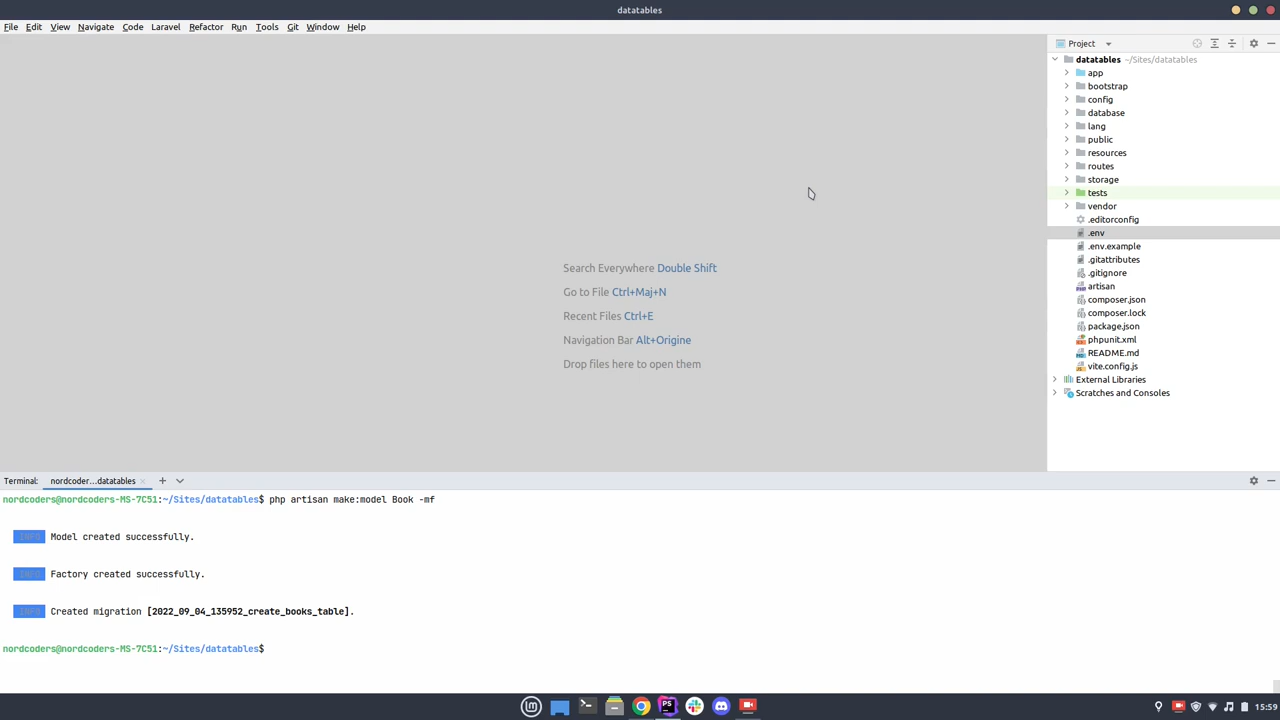 datatables
File Edit View Navigate Code Laravel Refactor Run Tools Git Window Help
Project
datatables ~/Sites/datatables
app
bootstrap
config
database
lang
public
resources
routes
storage
tests
vendor
.editorconfig
.env
.env.example
.gitattributes
.gitignore
artisan
composer.json
composer.lock
package.json
phpunit.xml
README.md
vite.config.js
External Libraries
Scratches and Consoles
Search Everywhere Double Shift
Go to File Ctrl+Maj+N
Recent Files Ctrl+E
Navigation Bar Alt+Origine
Drop files here to open them
Terminal: nordcoder...datatables
nordcoders@nordcoders-MS-7C51:~/Sites/datatables$ php artisan make:model Book -mf
INFO Model created successfully.
INFO Factory created successfully.
INFO Created migration [2022_09_04_135952_create_books_table].
nordcoders@nordcoders-MS-7C51:~/Sites/datatables$
PS
15:59